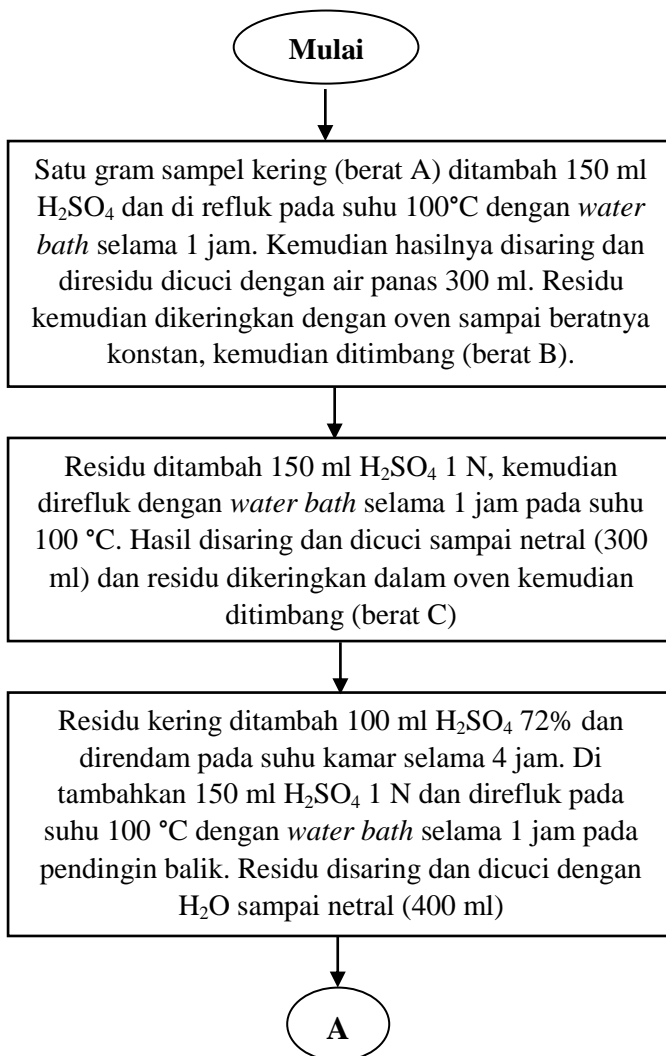 Mulai
Satu gram sampel kering (berat A) ditambah 150 ml
H₂SO₄ dan di refluk pada suhu 100°C dengan water
bath selama 1 jam. Kemudian hasilnya disaring dan
diresidu dicuci dengan air panas 300 ml. Residu
kemudian dikeringkan dengan oven sampai beratnya
konstan, kemudian ditimbang (berat B).
Residu ditambah 150 ml H₂SO₄ 1 N, kemudian
direfluk dengan water bath selama 1 jam pada suhu
100 °C. Hasil disaring dan dicuci sampai netral (300
ml) dan residu dikeringkan dalam oven kemudian
ditimbang (berat C)
Residu kering ditambah 100 ml H₂SO₄ 72% dan
direndam pada suhu kamar selama 4 jam. Di
tambahkan 150 ml H₂SO₄ 1 N dan direfluk pada
suhu 100 °C dengan water bath selama 1 jam pada
pendingin balik. Residu disaring dan dicuci dengan
H₂O sampai netral (400 ml)
A